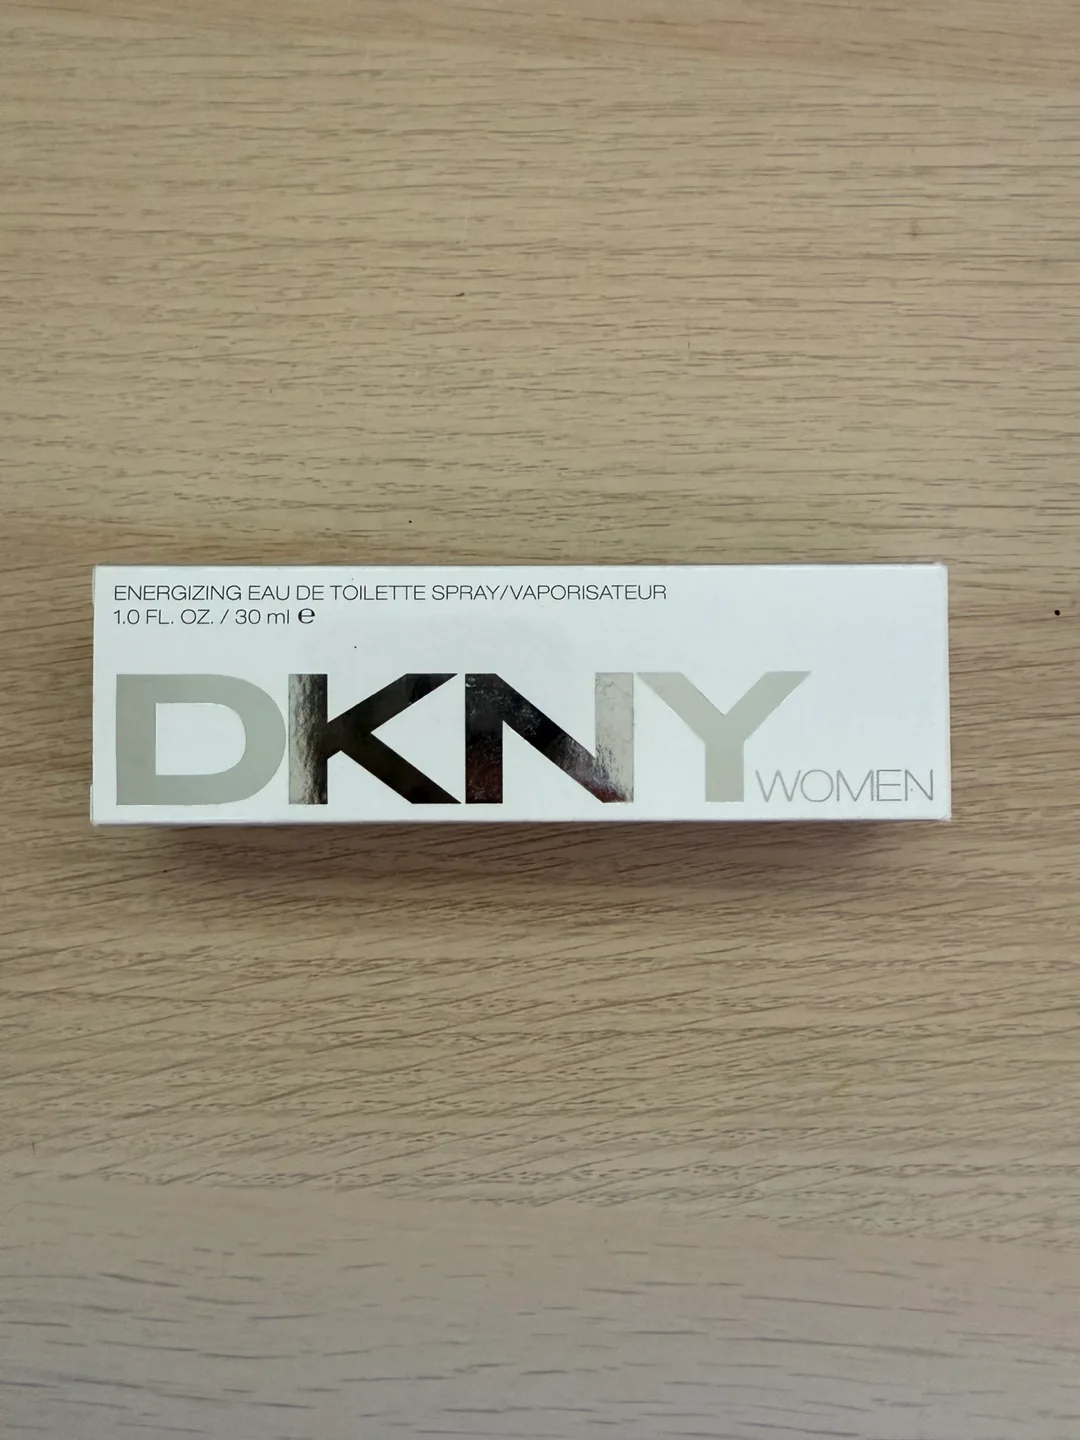 ENERGIZING EAU DE TOILETTE SPRAY/VAPORISATEUR
1.0 FL. OZ. / 30 ml ℮
DKNY WOMEN